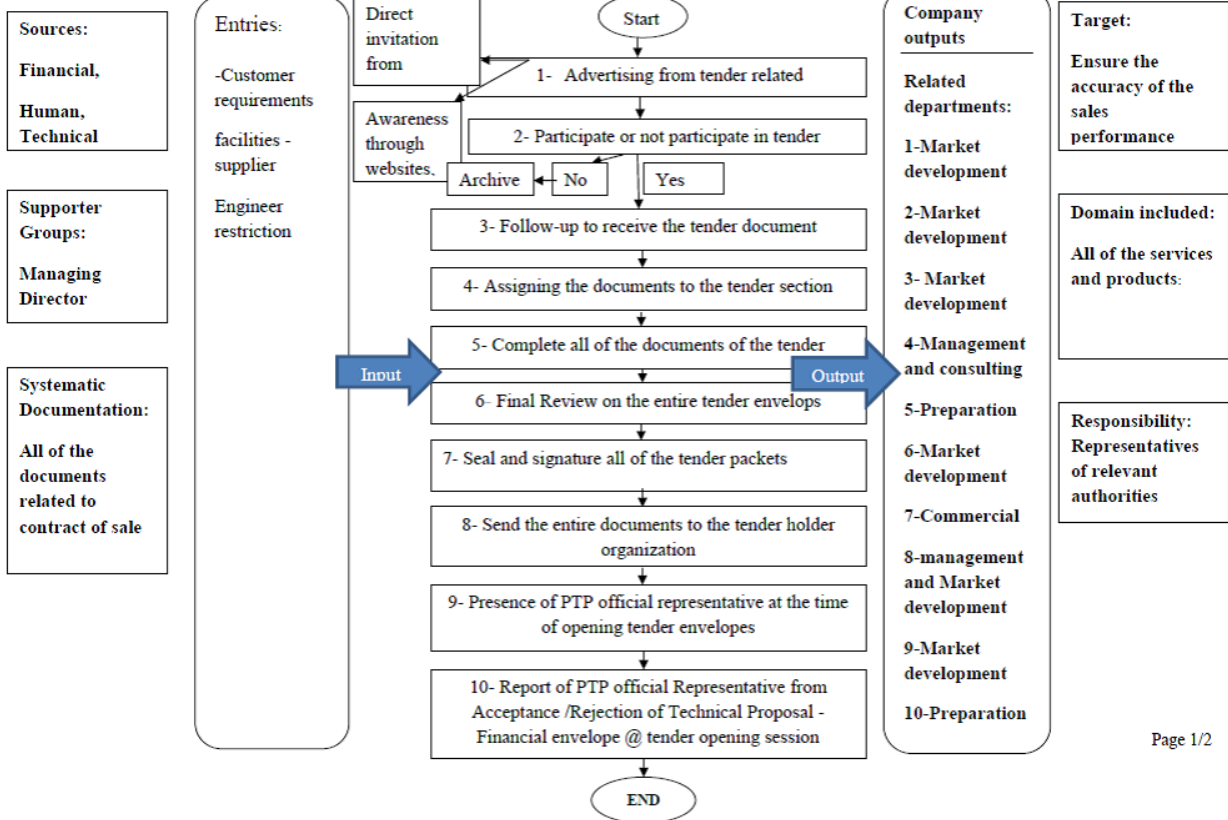 Sources:
Financial,
Human,
Technical
Supporter
Groups:
Managing
Director
Systematic
Documentation:
All of the
documents
related to
contract of sale
Entries:
-Customer
requirements
facilities -
supplier
Engineer
restriction
Input
Direct
invitation
from
Awareness
through
websites.
Start
1- Advertising from tender related
2- Participate or not participate in tender
Archive
No
Yes
3- Follow-up to receive the tender document
4- Assigning the documents to the tender section
5- Complete all of the documents of the tender
6- Final Review on the entire tender envelops
7- Seal and signature all of the tender packets
8- Send the entire documents to the tender holder
organization
9- Presence of PTP official representative at the time
of opening tender envelopes
10- Report of PTP official Representative from
Acceptance /Rejection of Technical Proposal -
Financial envelope @ tender opening session
END
Output
Company
outputs
Related
departments:
1-Market
development
2-Market
development
3- Market
development
4-Management
and consulting
5-Preparation
6-Market
development
7-Commercial
8-management
and Market
development
9-Market
development
10-Preparation
Target:
Ensure the
accuracy of the
sales
performance
Domain included:
All of the services
and products:
Responsibility:
Representatives
of relevant
authorities
Page 1/2